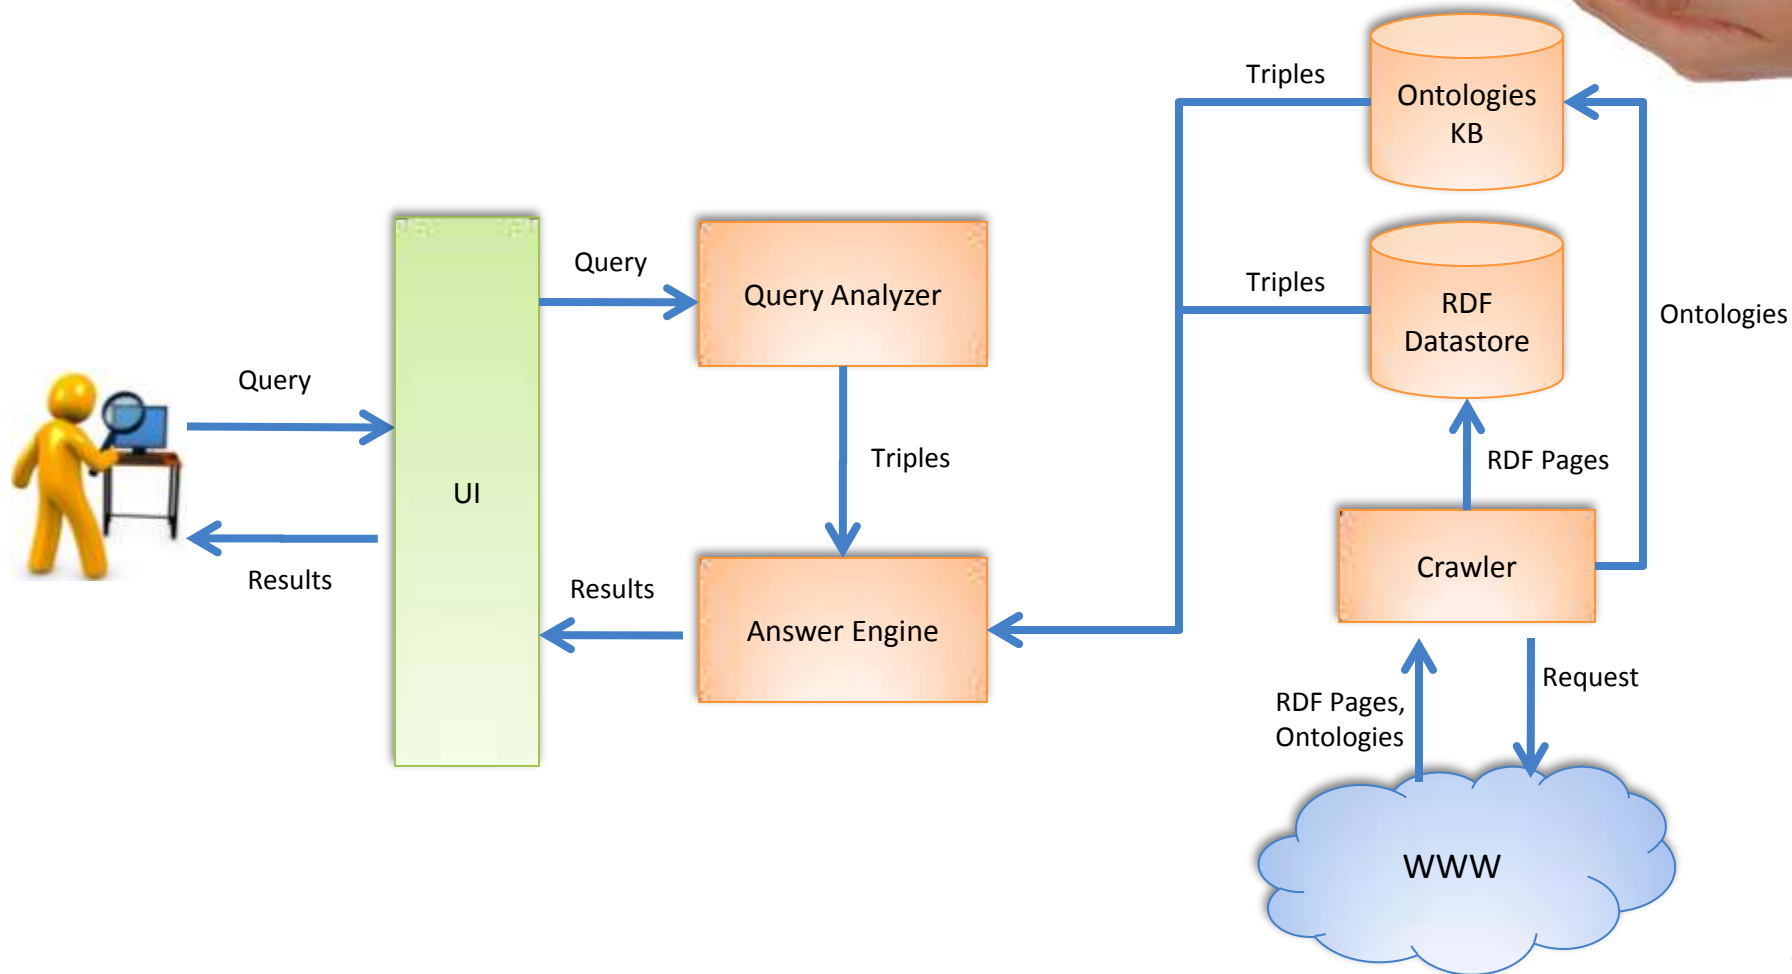 Triples
Ontologies
KB
Query
Query Analyzer
Triples
RDF
Datastore
Ontologies
Query
Triples
RDF Pages
UI
Results
Results
Answer Engine
Crawler
Request
RDF Pages,
Ontologies
WWW